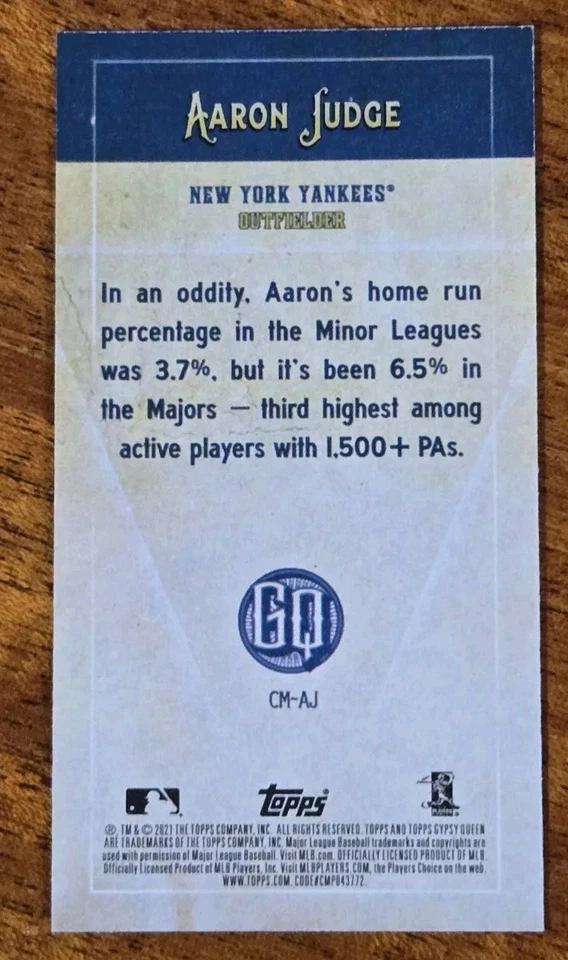 AARON JUDGE
NEW YORK YANKEES®
OUTFIELDER
In an oddity, Aaron's home run
percentage in the Minor Leagues
was 3.7%, but it's been 6.5% in
the Majors — third highest among
active players with 1,500+ PAs.
GQ
CM-AJ
Topps®
®, TM & © 2021 THE TOPPS COMPANY, INC. ALL RIGHTS RESERVED. TOPPS AND TOPPS GYPSY QUEEN
ARE TRADEMARKS OF THE TOPPS COMPANY, INC. Major League Baseball trademarks and copyrights are
used with permission of Major League Baseball. Visit MLB.com. OFFICIALLY LICENSED PRODUCT OF MLB
Officially Licensed Product of MLB Players, Inc. Visit MLBPLAYERS.COM, the Players Choice on the web.
WWW.TOPPS.COM. CODE#CMP043772